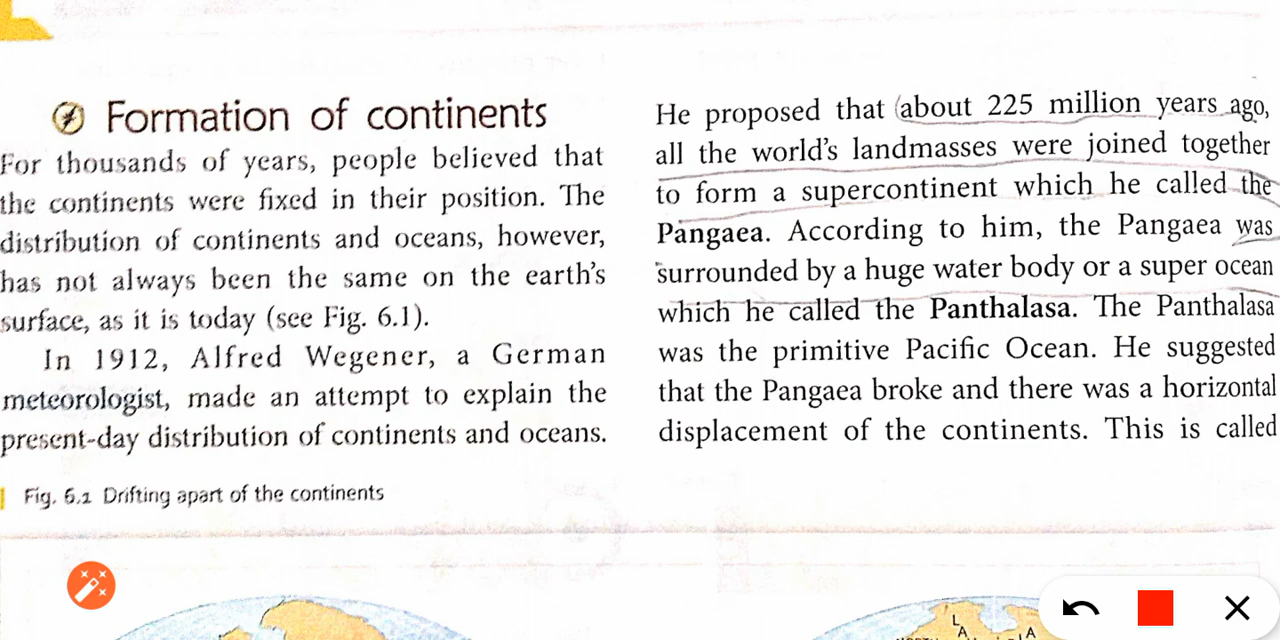 Formation of continents
For thousands of years, people believed that
the continents were fixed in their position. The
distribution of continents and oceans, however,
has not always been the same on the earth's
surface, as it is today (see Fig. 6.1).
In 1912, Alfred Wegener, a German
meteorologist, made an attempt to explain the
present-day distribution of continents and oceans.
He proposed that (about 225 million years ago,
all the world's landmasses were joined together
to form a supercontinent which he called the
Pangaea. According to him, the Pangaea was
surrounded by a huge water body or a super ocean
which he called the Panthalasa. The Panthalasa
was the primitive Pacific Ocean. He suggested
that the Pangaea broke and there was a horizontal
displacement of the continents. This is called
Fig. 6.1 Drifting apart of the continents
L
A
I A